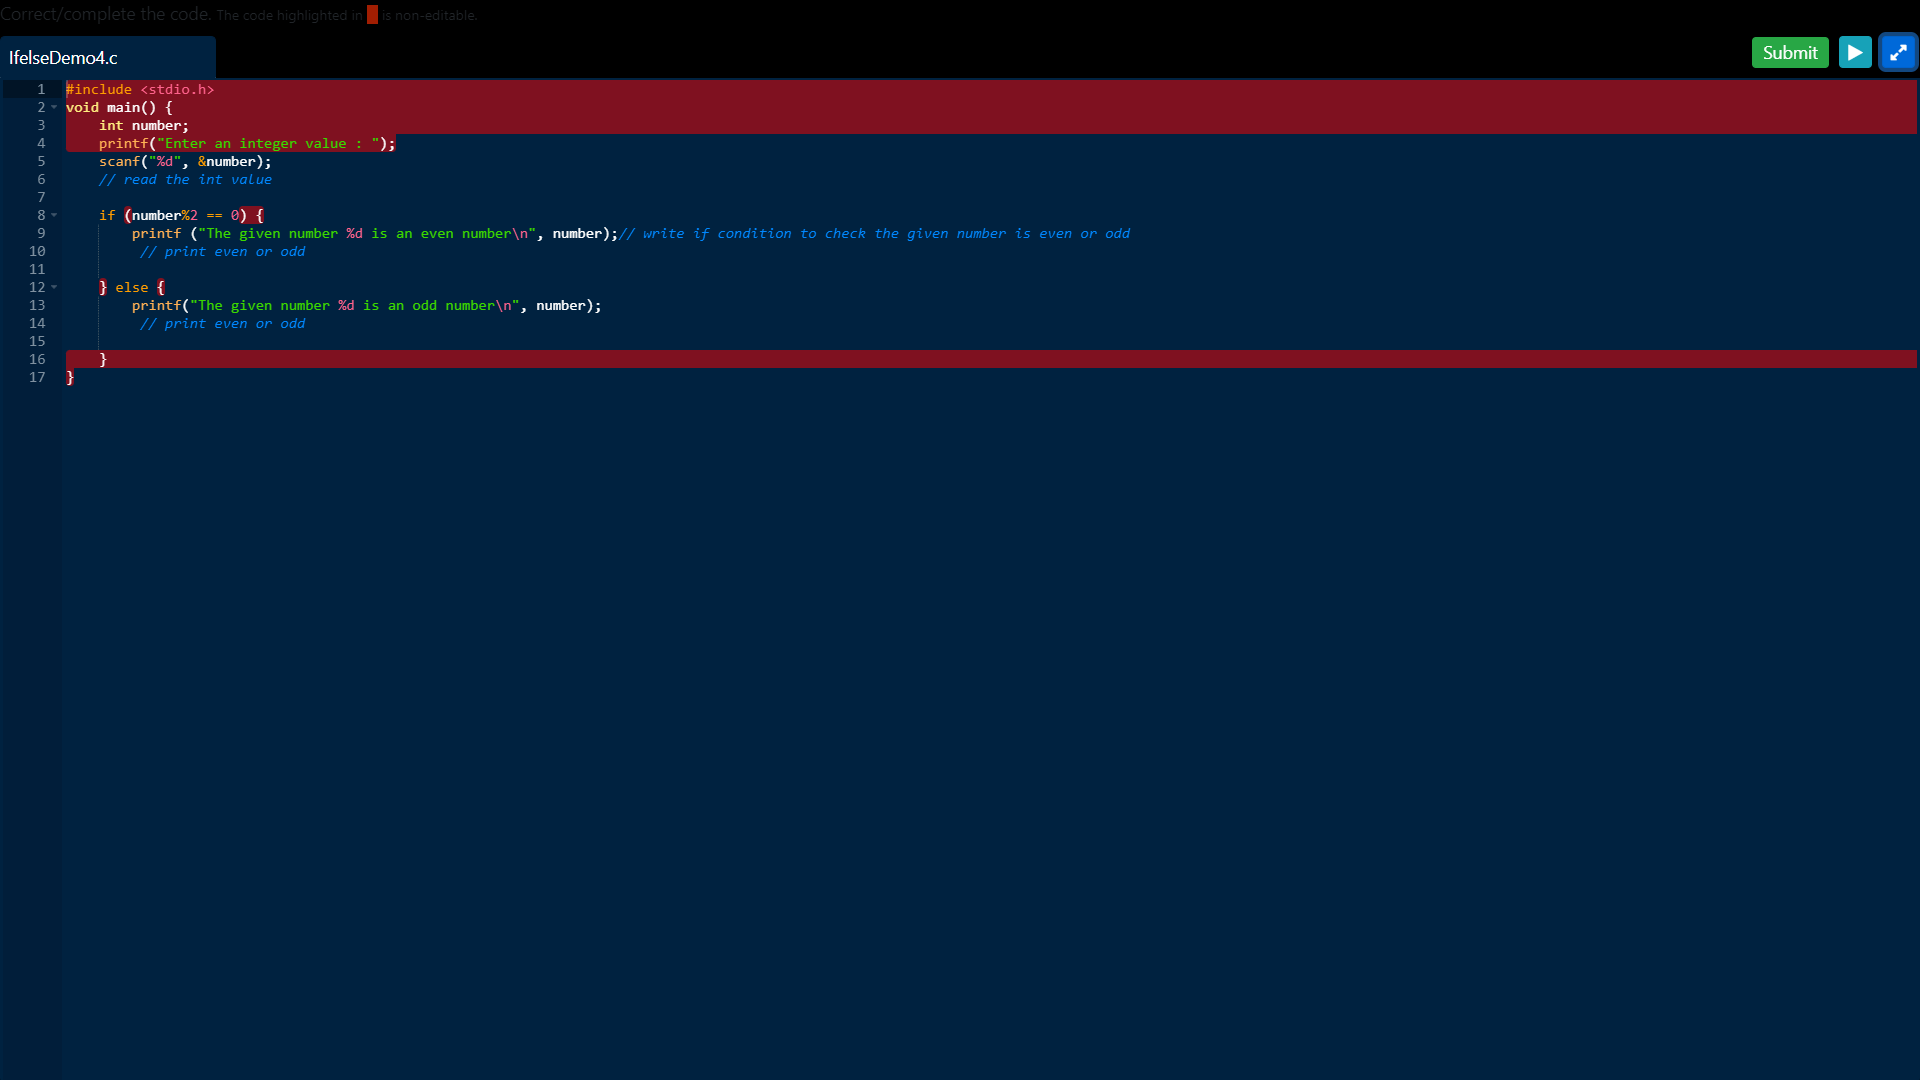 Correct/complete the code. The code highlighted in is non-editable.
IfelseDemo4.c
Submit
1 #include <stdio.h>
2 void main() {
3     int number;
4     printf("Enter an integer value : ");
5     scanf("%d", &number);
6     // read the int value
7
8     if (number%2 == 0) {
9         printf ("The given number %d is an even number\n", number);// write if condition to check the given number is even or odd
10          // print even or odd
11
12     } else {
13         printf("The given number %d is an odd number\n", number);
14          // print even or odd
15
16     }
17 }